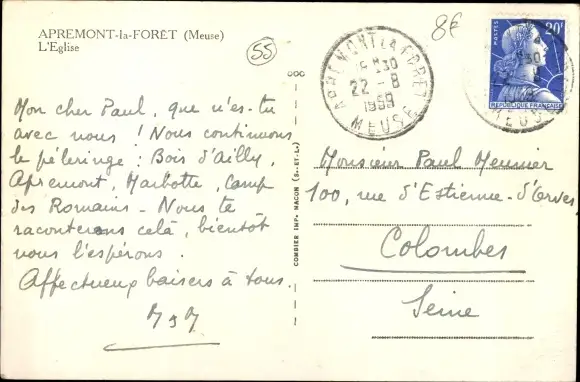 APREMONT-la-FORÊT (Meuse)
L'Eglise
55
8€
APREMONT LA FORET
16H30
22-8
1959
MEUSE
POSTES
20F
REPUBLIQUE FRANÇAISE
Mon cher Paul, que n'es-tu
avec nous ! Nous continuons
le pélerinage : Bois d'Ailly,
Apremont, Marbotte, Camp
des Romains - Nous te
raconterons celà, bientôt
nous l'espérons.
Affectueux baisers à tous.
COMBIER IMP. MACON (S.-ET-L.)
Monsieur Paul Meunier
100, rue d'Estienne-d'Orves
Colombes
Seine